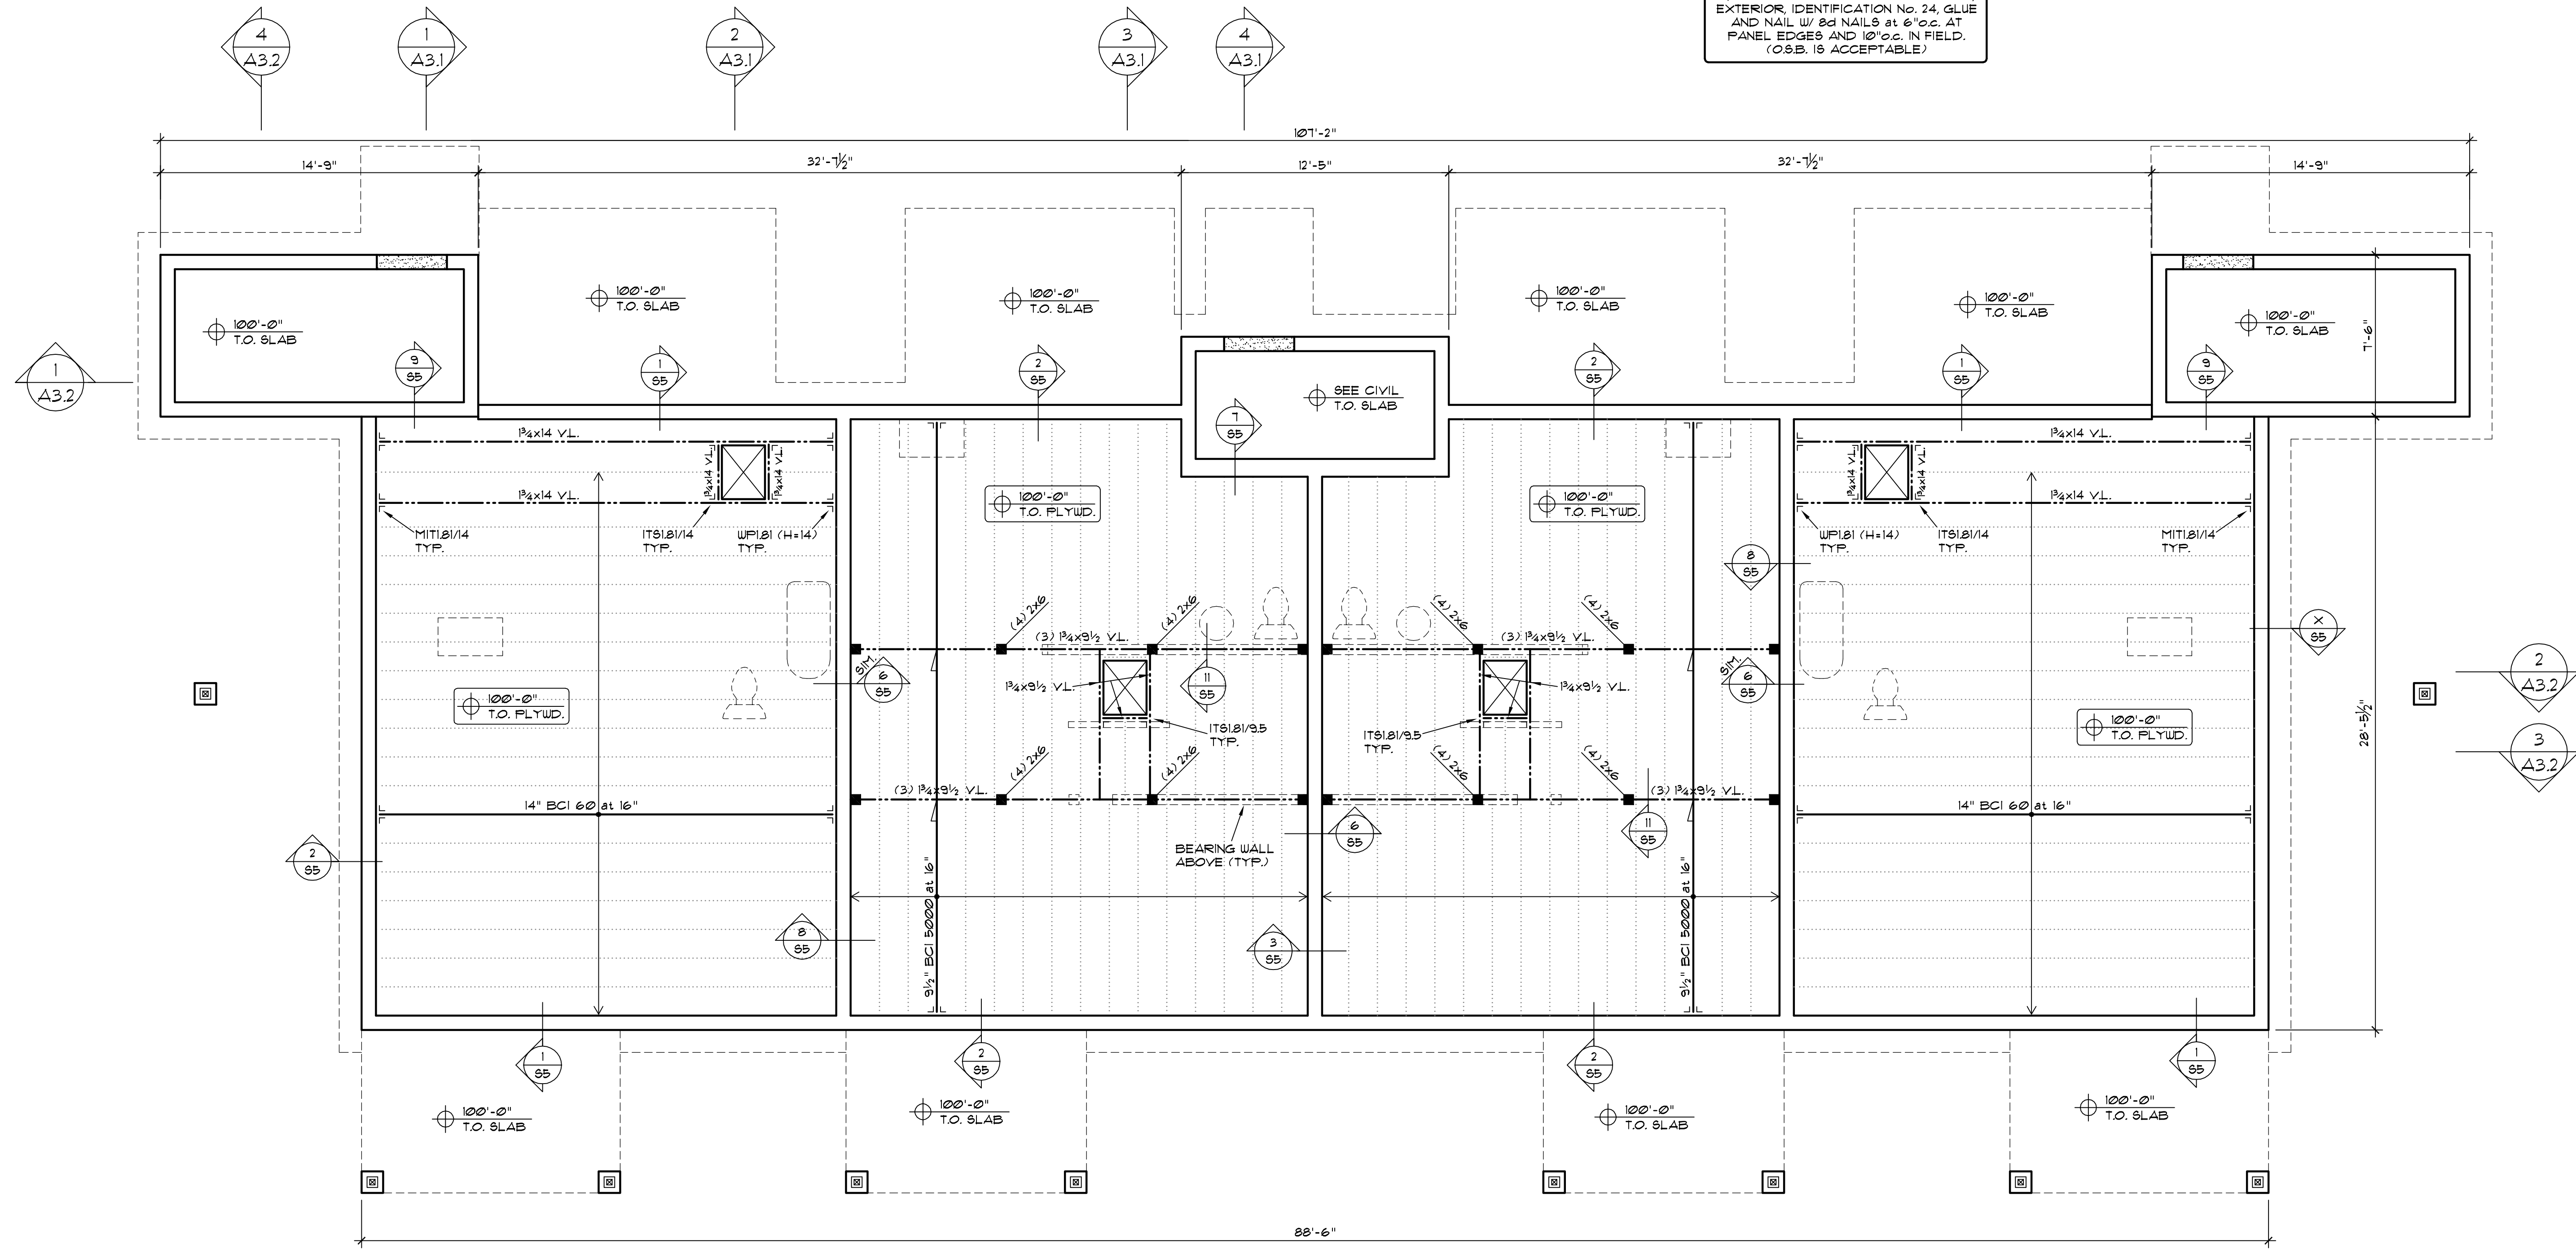 EXTERIOR, IDENTIFICATION No. 24, GLUE
AND NAIL W/ 8d NAILS at 6"o.c. AT
PANEL EDGES AND 10"o.c. IN FIELD.
(O.S.B. IS ACCEPTABLE)
4
A3.2
1
A3.1
2
A3.1
3
A3.1
4
A3.1
107'-2"
14'-9"
32'-7½"
12'-5"
32'-7½"
14'-9"
100'-0"
T.O. SLAB
100'-0"
T.O. SLAB
100'-0"
T.O. SLAB
100'-0"
T.O. SLAB
100'-0"
T.O. SLAB
100'-0"
T.O. SLAB
7'-6"
1
A3.2
9
S5
1
S5
2
S5
SEE CIVIL
T.O. SLAB
7
S5
2
S5
1
S5
9
S5
1¾x14 V.L.
1¾x14 V.L.
1¾x14 V.L.
1¾x14 V.L.
MIT1.81/14
TYP.
ITS1.81/14
TYP.
WP1.81 (H=14)
TYP.
100'-0"
T.O. PLYWD.
100'-0"
T.O. PLYWD.
1¾x14 V.L.
1¾x14 V.L.
1¾x14 V.L.
1¾x14 V.L.
WP1.81 (H=14)
TYP.
ITS1.81/14
TYP.
MIT1.81/14
TYP.
8
S5
(4) 2x6
(4) 2x6
(4) 2x6
(4) 2x6
(3) 1¾x9½ V.L.
(3) 1¾x9½ V.L.
SIM.
6
S5
1¾x9½ V.L.
11
S5
1¾x9½ V.L.
SIM.
6
S5
X
S5
2
A3.2
3
A3.2
28'-5½"
100'-0"
T.O. PLYWD.
ITS1.81/9.5
TYP.
ITS1.81/9.5
TYP.
100'-0"
T.O. PLYWD.
(4) 2x6
(4) 2x6
(4) 2x6
(4) 2x6
14" BCI 60 at 16"
(3) 1¾x9½ V.L.
(3) 1¾x9½ V.L.
14" BCI 60 at 16"
2
S5
BEARING WALL
ABOVE (TYP.)
6
S5
11
S5
9½" BCI 5000 at 16"
9½" BCI 5000 at 16"
8
S5
3
S5
1
S5
2
S5
2
S5
1
S5
100'-0"
T.O. SLAB
100'-0"
T.O. SLAB
100'-0"
T.O. SLAB
100'-0"
T.O. SLAB
88'-6"